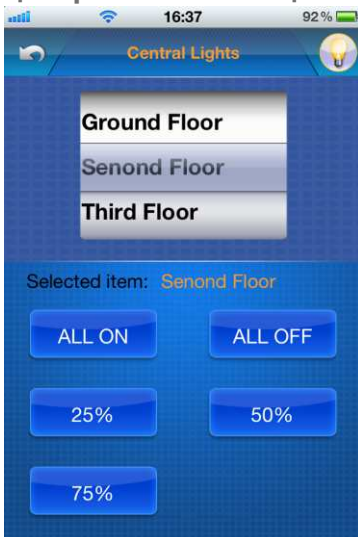 16:37 92%
Central Lights
Ground Floor
Senond Floor
Third Floor
Selected item: Senond Floor
ALL ON ALL OFF
25% 50%
75%